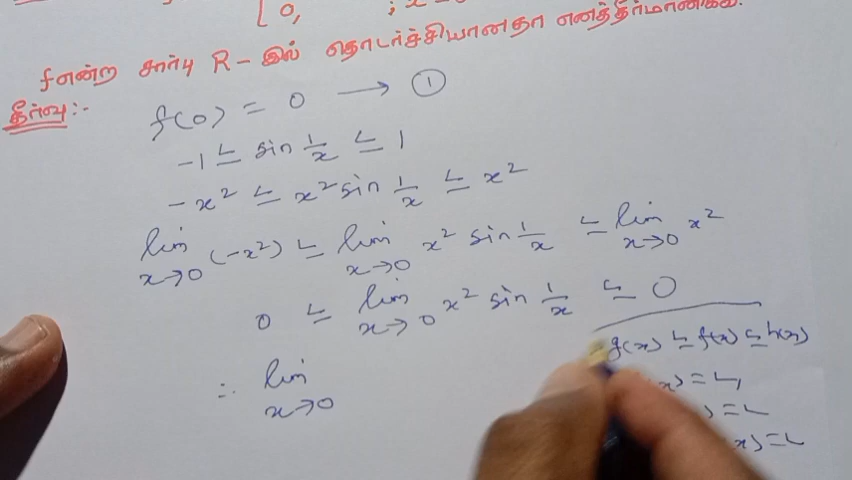 [ 0, ; x
f என்ற சார்பு R - இல் தொடர்ச்சியானதா எனத்தீர்மானிக்க.
தீர்வு :-
f(0) = 0 → ①
-1 ≤ sin 1/x ≤ 1
-x² ≤ x² sin 1/x ≤ x²
lim x→0 (-x²) ≤ lim x→0 x² sin 1/x ≤ lim x→0 x²
0 ≤ lim x→0 x² sin 1/x ≤ 0
g(x) ≤ f(x) ≤ h(x)
∴ lim x→0
x) = L,
) = L
x) = L